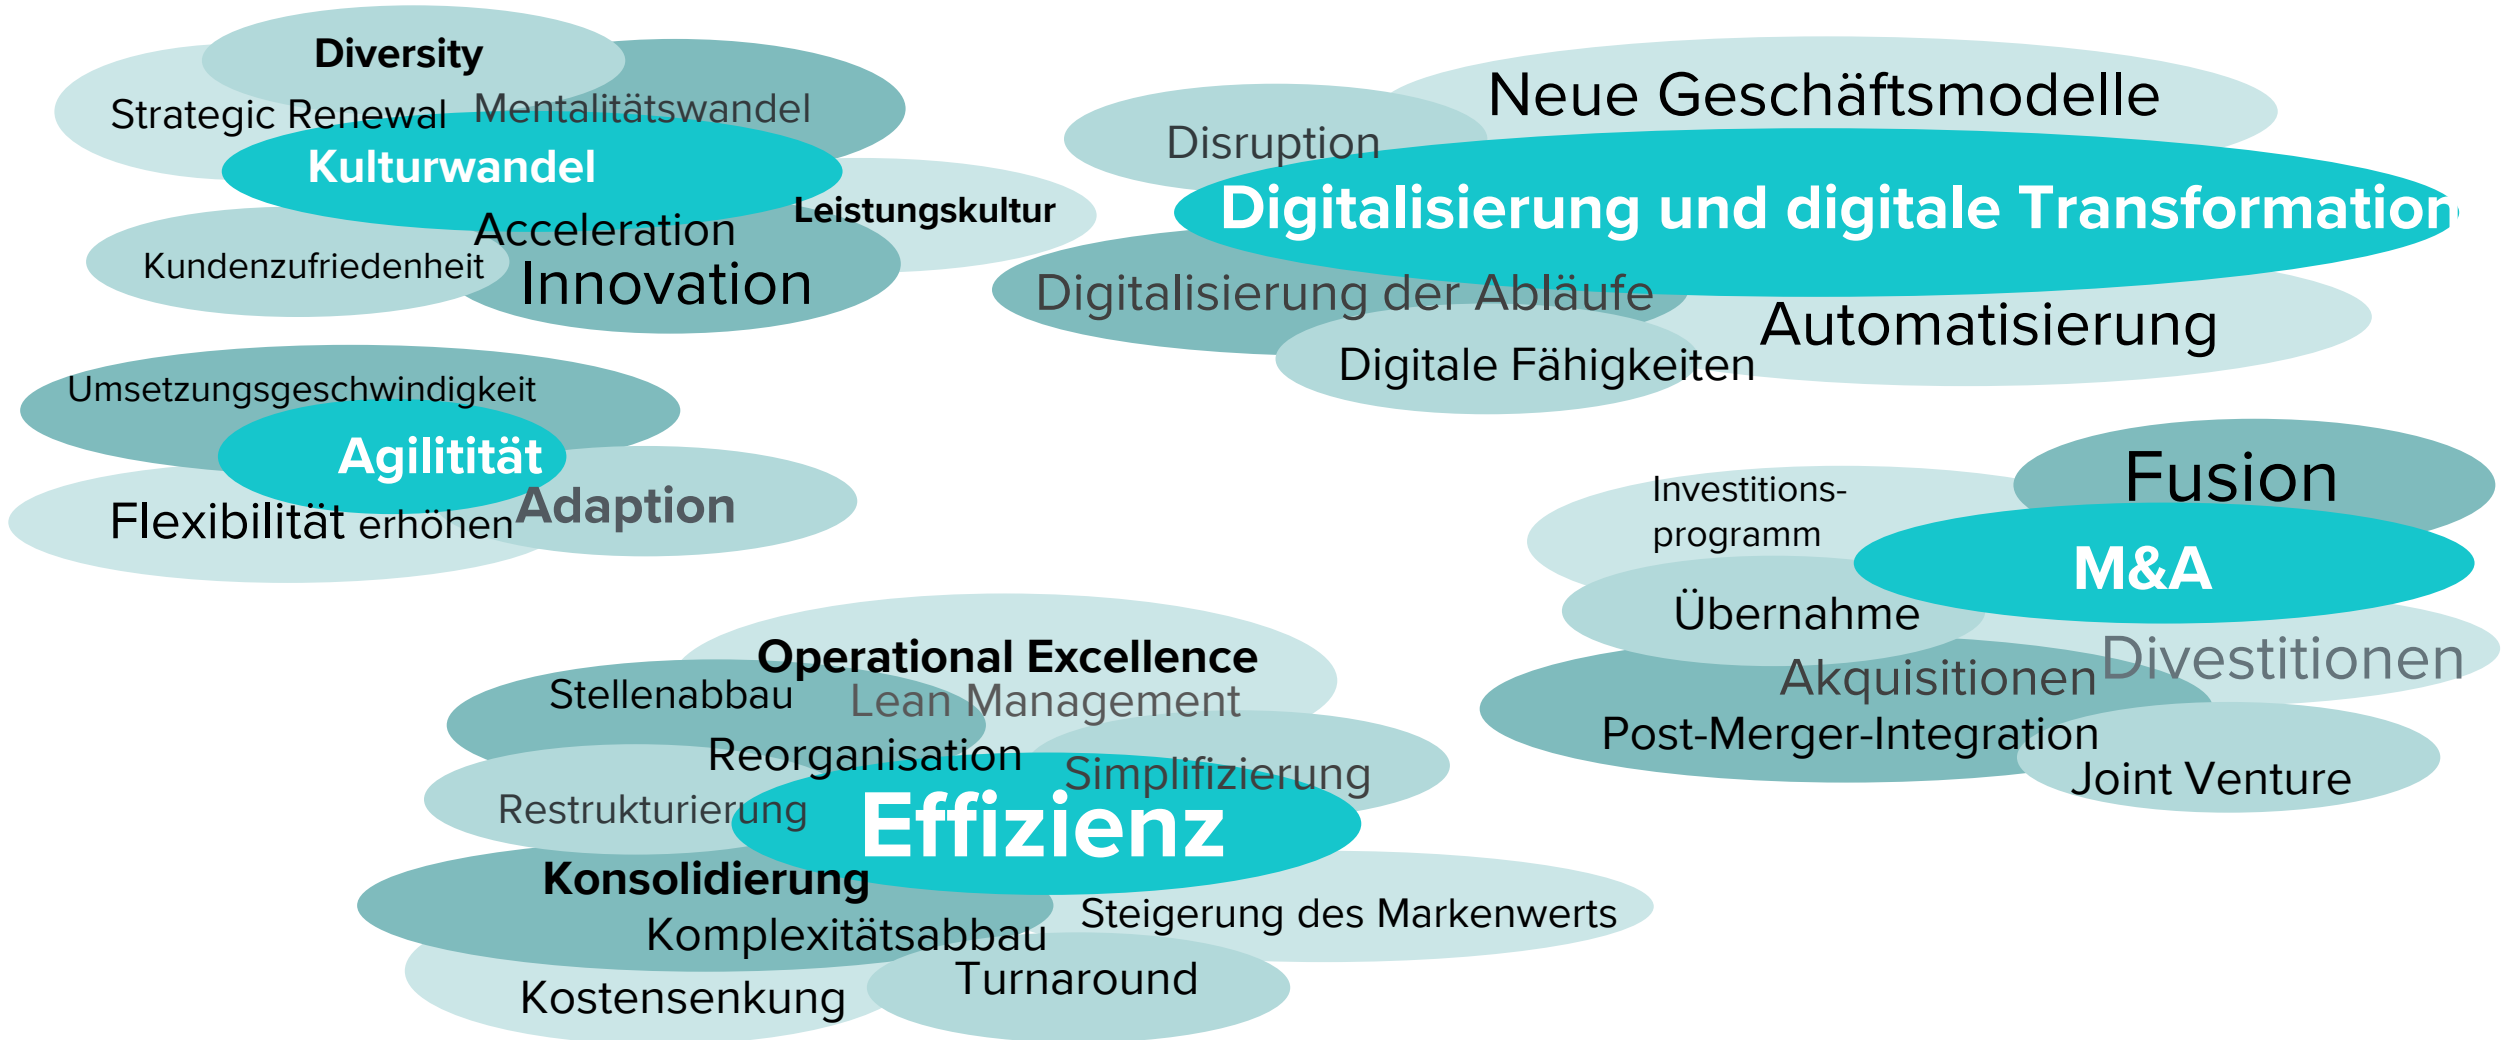 Diversity
Strategic Renewal
Mentalitätswandel
Kulturwandel
Leistungskultur
Acceleration
Kundenzufriedenheit
Innovation
Neue Geschäftsmodelle
Disruption
Digitalisierung und digitale Transformation
Digitalisierung der Abläufe
Automatisierung
Digitale Fähigkeiten
Umsetzungsgeschwindigkeit
Agilitität
Adaption
Flexibilität erhöhen
Fusion
Investitions-
programm
M&A
Übernahme
Divestitionen
Akquisitionen
Post-Merger-Integration
Joint Venture
Operational Excellence
Stellenabbau
Lean Management
Reorganisation
Simplifizierung
Restrukturierung
Effizienz
Konsolidierung
Steigerung des Markenwerts
Komplexitätsabbau
Turnaround
Kostensenkung